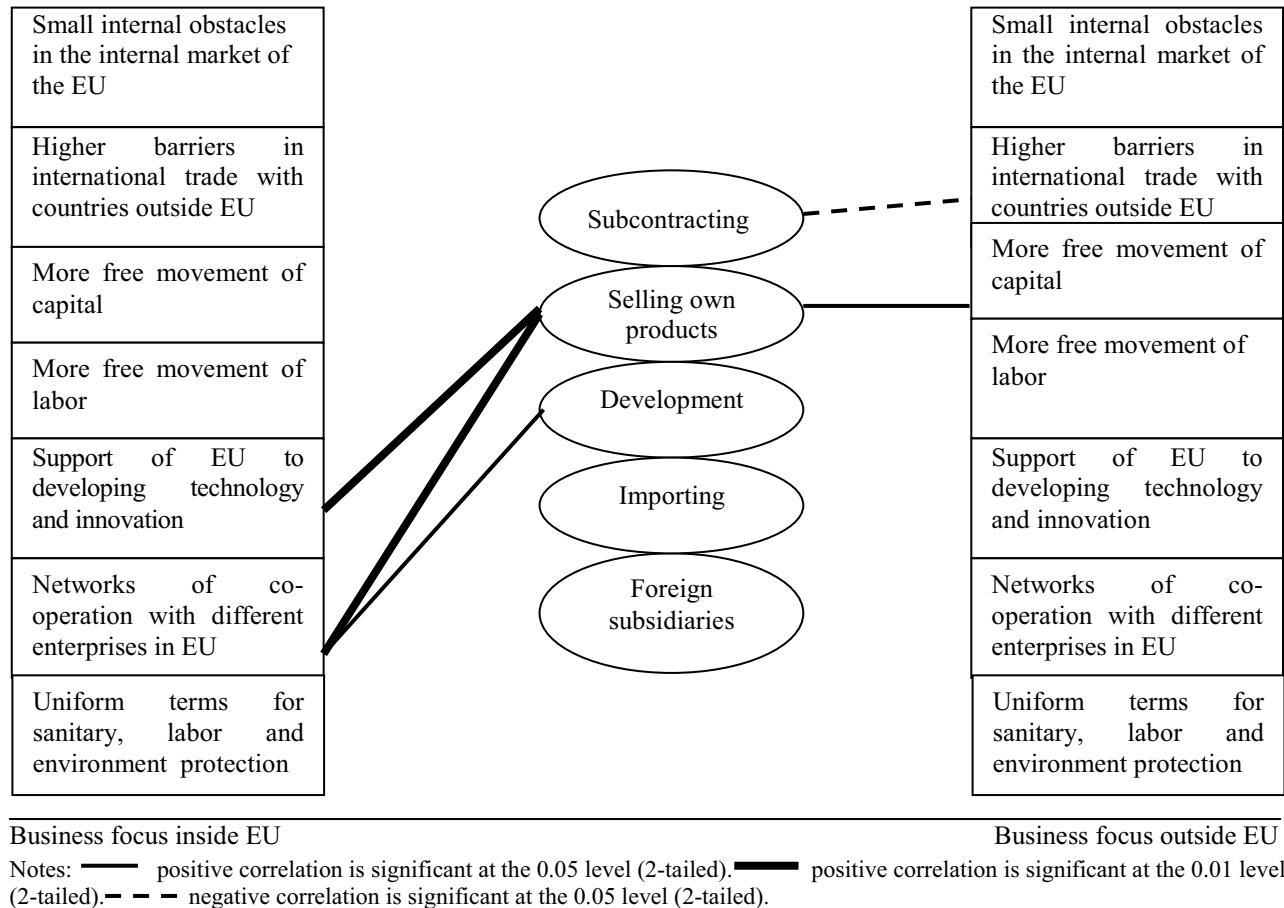 Small internal obstacles
in the internal market of
the EU
Higher barriers in
international trade with
countries outside EU
More free movement of
capital
More free movement of
labor
Support of EU to
developing technology
and innovation
Networks of co-
operation with different
enterprises in EU
Uniform terms for
sanitary, labor and
environment protection
Subcontracting
Selling own
products
Development
Importing
Foreign
subsidiaries
Small internal obstacles
in the internal market of
the EU
Higher barriers in
international trade with
countries outside EU
More free movement of
capital
More free movement of
labor
Support of EU to
developing technology
and innovation
Networks of co-
operation with different
enterprises in EU
Uniform terms for
sanitary, labor and
environment protection
Business focus inside EU
Business focus outside EU
Notes: positive correlation is significant at the 0.05 level (2-tailed). positive correlation is significant at the 0.01 level
(2-tailed). negative correlation is significant at the 0.05 level (2-tailed).